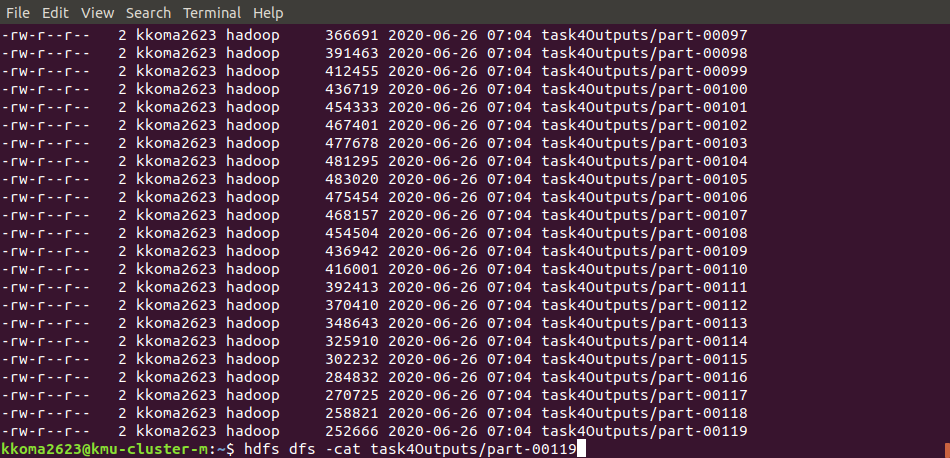 File Edit View Search Terminal Help
-rw-r--r--   2 kkoma2623 hadoop     366691 2020-06-26 07:04 task4Outputs/part-00097
-rw-r--r--   2 kkoma2623 hadoop     391463 2020-06-26 07:04 task4Outputs/part-00098
-rw-r--r--   2 kkoma2623 hadoop     412455 2020-06-26 07:04 task4Outputs/part-00099
-rw-r--r--   2 kkoma2623 hadoop     436719 2020-06-26 07:04 task4Outputs/part-00100
-rw-r--r--   2 kkoma2623 hadoop     454333 2020-06-26 07:04 task4Outputs/part-00101
-rw-r--r--   2 kkoma2623 hadoop     467401 2020-06-26 07:04 task4Outputs/part-00102
-rw-r--r--   2 kkoma2623 hadoop     477678 2020-06-26 07:04 task4Outputs/part-00103
-rw-r--r--   2 kkoma2623 hadoop     481295 2020-06-26 07:04 task4Outputs/part-00104
-rw-r--r--   2 kkoma2623 hadoop     483020 2020-06-26 07:04 task4Outputs/part-00105
-rw-r--r--   2 kkoma2623 hadoop     475454 2020-06-26 07:04 task4Outputs/part-00106
-rw-r--r--   2 kkoma2623 hadoop     468157 2020-06-26 07:04 task4Outputs/part-00107
-rw-r--r--   2 kkoma2623 hadoop     454504 2020-06-26 07:04 task4Outputs/part-00108
-rw-r--r--   2 kkoma2623 hadoop     436942 2020-06-26 07:04 task4Outputs/part-00109
-rw-r--r--   2 kkoma2623 hadoop     416001 2020-06-26 07:04 task4Outputs/part-00110
-rw-r--r--   2 kkoma2623 hadoop     392413 2020-06-26 07:04 task4Outputs/part-00111
-rw-r--r--   2 kkoma2623 hadoop     370410 2020-06-26 07:04 task4Outputs/part-00112
-rw-r--r--   2 kkoma2623 hadoop     348643 2020-06-26 07:04 task4Outputs/part-00113
-rw-r--r--   2 kkoma2623 hadoop     325910 2020-06-26 07:04 task4Outputs/part-00114
-rw-r--r--   2 kkoma2623 hadoop     302232 2020-06-26 07:04 task4Outputs/part-00115
-rw-r--r--   2 kkoma2623 hadoop     284832 2020-06-26 07:04 task4Outputs/part-00116
-rw-r--r--   2 kkoma2623 hadoop     270725 2020-06-26 07:04 task4Outputs/part-00117
-rw-r--r--   2 kkoma2623 hadoop     258821 2020-06-26 07:04 task4Outputs/part-00118
-rw-r--r--   2 kkoma2623 hadoop     252666 2020-06-26 07:04 task4Outputs/part-00119
kkoma2623@kmu-cluster-m:~$ hdfs dfs -cat task4Outputs/part-00119